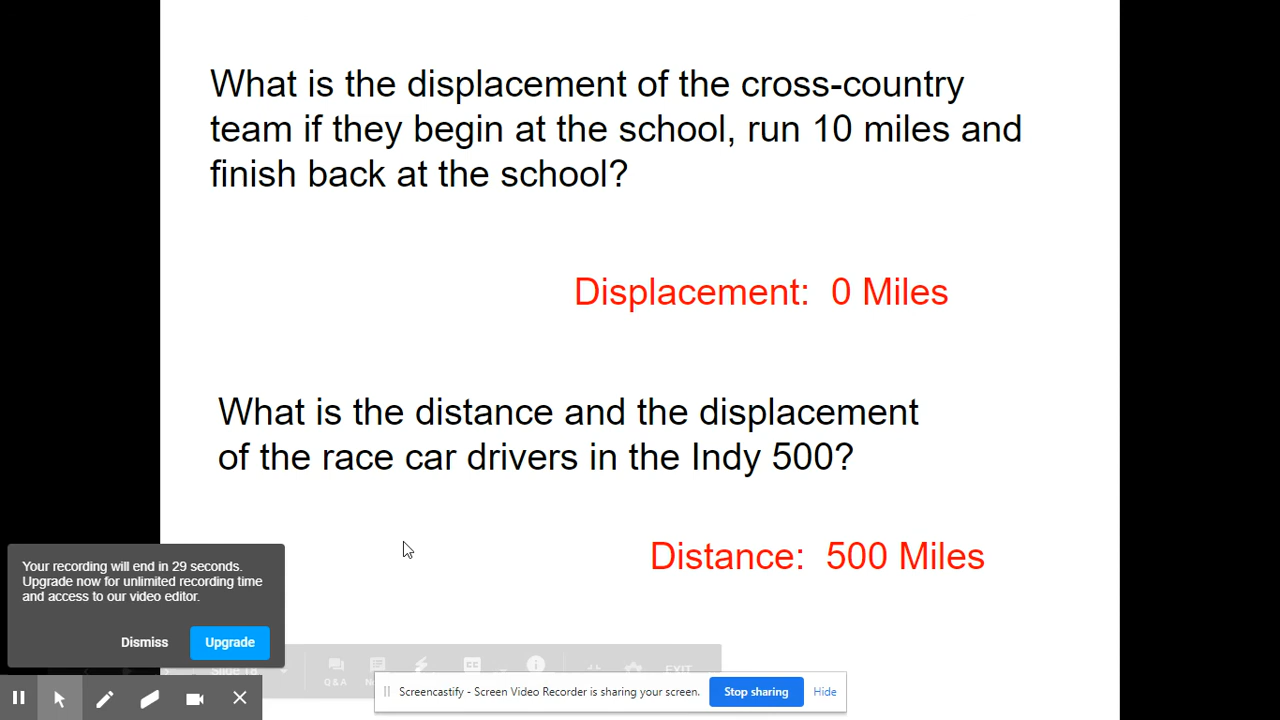 What is the displacement of the cross-country
team if they begin at the school, run 10 miles and
finish back at the school?
Displacement: 0 Miles
What is the distance and the displacement
of the race car drivers in the Indy 500?
Distance: 500 Miles
Your recording will end in 29 seconds.
Upgrade now for unlimited recording time
and access to our video editor.
Dismiss
Upgrade
Q&A
CC
EXIT
Screencastify - Screen Video Recorder is sharing your screen.
Stop sharing
Hide